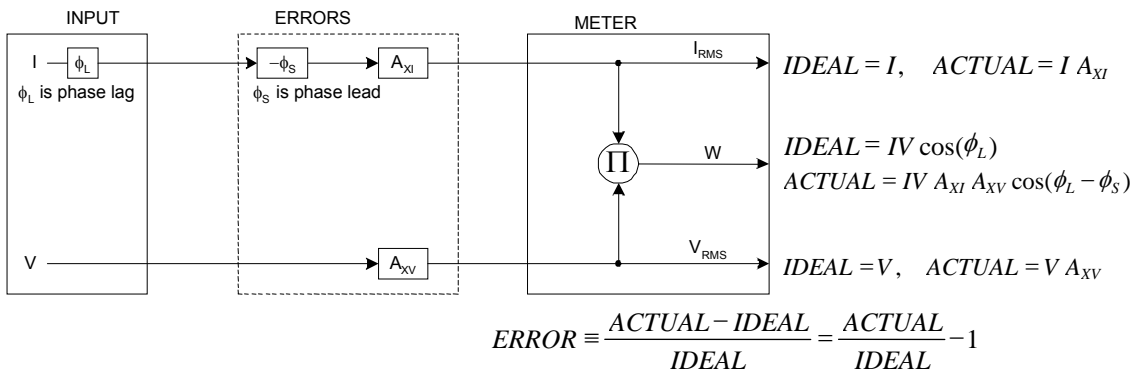 INPUT
ERRORS
METER
I
ϕL
−ϕS
AXI
IRMS
IDEAL = I, ACTUAL = I AXI
ϕL is phase lag
ϕS is phase lead
Π
W
IDEAL = IV cos(ϕL)
ACTUAL = IV AXI AXV cos(ϕL − ϕS)
V
AXV
VRMS
IDEAL = V, ACTUAL = V AXV
ERROR ≡ ACTUAL − IDEAL / IDEAL = ACTUAL / IDEAL − 1